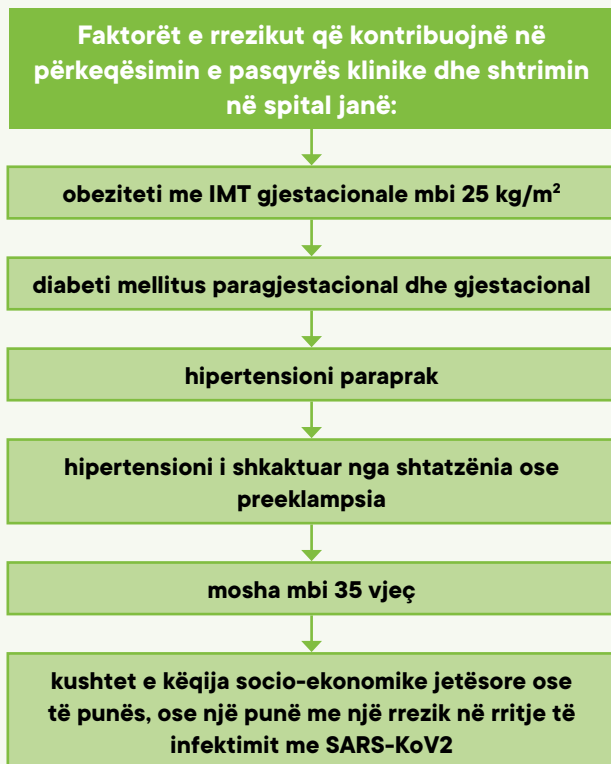 Faktorët e rrezikut që kontribuojnë në
përkeqësimin e pasqyrës klinike dhe shtrimin
në spital janë:
obeziteti me IMT gjestacionale mbi 25 kg/m²
diabeti mellitus paragjestacional dhe gjestacional
hipertensioni paraprak
hipertensioni i shkaktuar nga shtatzënia ose
preeklampsia
mosha mbi 35 vjeç
kushtet e këqija socio-ekonomike jetësore ose
të punës, ose një punë me një rrezik në rritje të
infektimit me SARS-KoV2